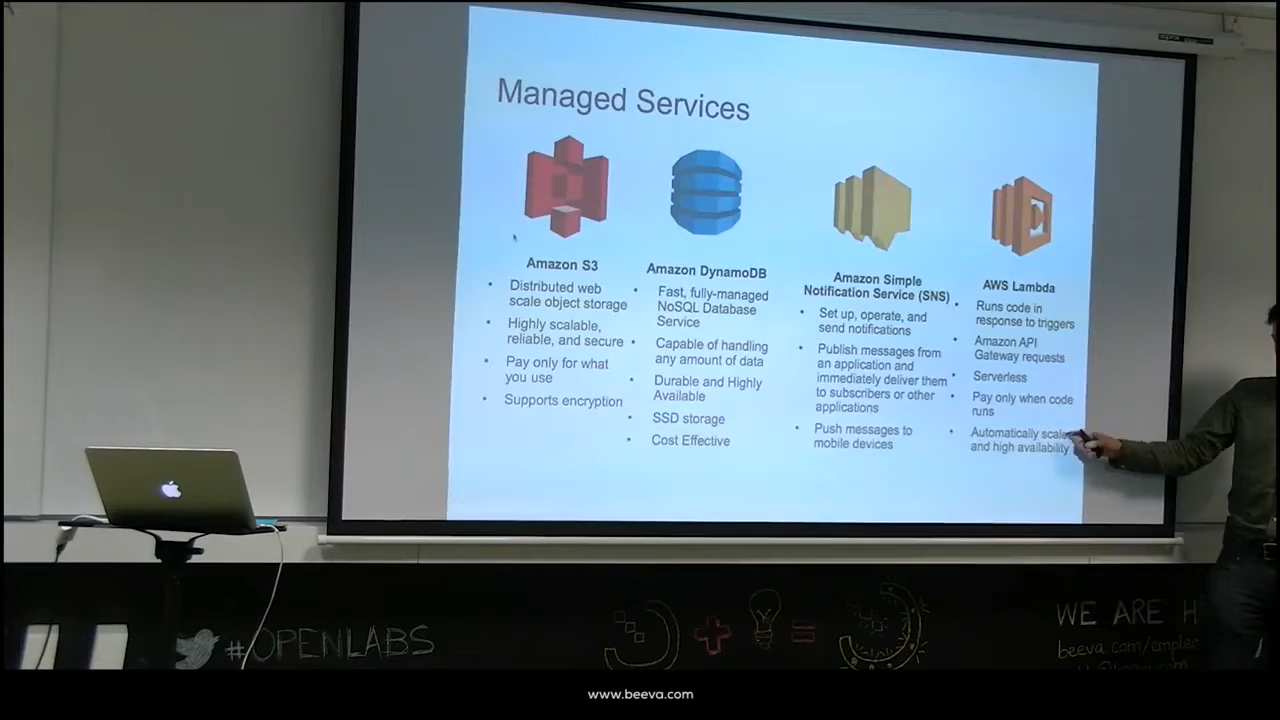 Managed Services
Amazon S3
• Distributed web
scale object storage
• Highly scalable,
reliable, and secure
• Pay only for what
you use
• Supports encryption
Amazon DynamoDB
• Fast, fully-managed
NoSQL Database
Service
• Capable of handling
any amount of data
• Durable and Highly
Available
• SSD storage
• Cost Effective
Amazon Simple
Notification Service (SNS)
• Set up, operate, and
send notifications
• Publish messages from
an application and
immediately deliver them
to subscribers or other
applications
• Push messages to
mobile devices
AWS Lambda
• Runs code in
response to triggers
• Amazon API
Gateway requests
• Serverless
• Pay only when code
runs
• Automatically scale
and high availability
#OPENLABS
WE ARE H
beeva.com/emplea
www.beeva.com